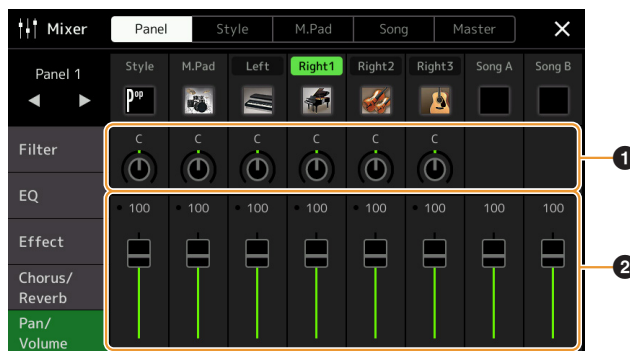 Mixer Panel Style M.Pad Song Master ×
Panel 1 Style M.Pad Left Right1 Right2 Right3 Song A Song B
Pop
Filter C C C C C C 1
EQ 100 100 100 100 100 100 100 100
Effect 2
Chorus/
Reverb
Pan/
Volume